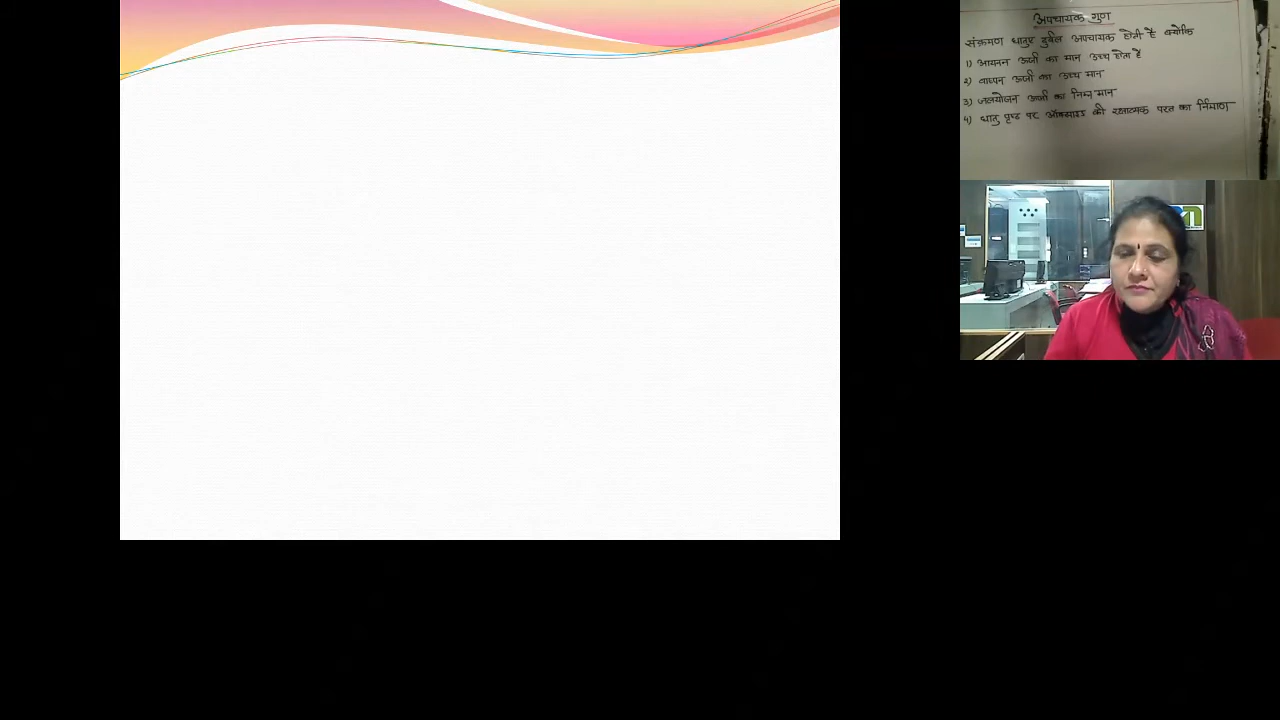 अपचायक गुण
संक्रमण धातुए दुर्बल अपचायक होती हैं क्योंकि
1) आयनन ऊर्जा का मान उच्च होता है
2) वाष्पन ऊर्जा का उच्च मान
3) जलयोजन ऊर्जा का निम्न मान
4) धातु पृष्ठ पर ऑक्साइड की रक्षात्मक परत का निर्माण